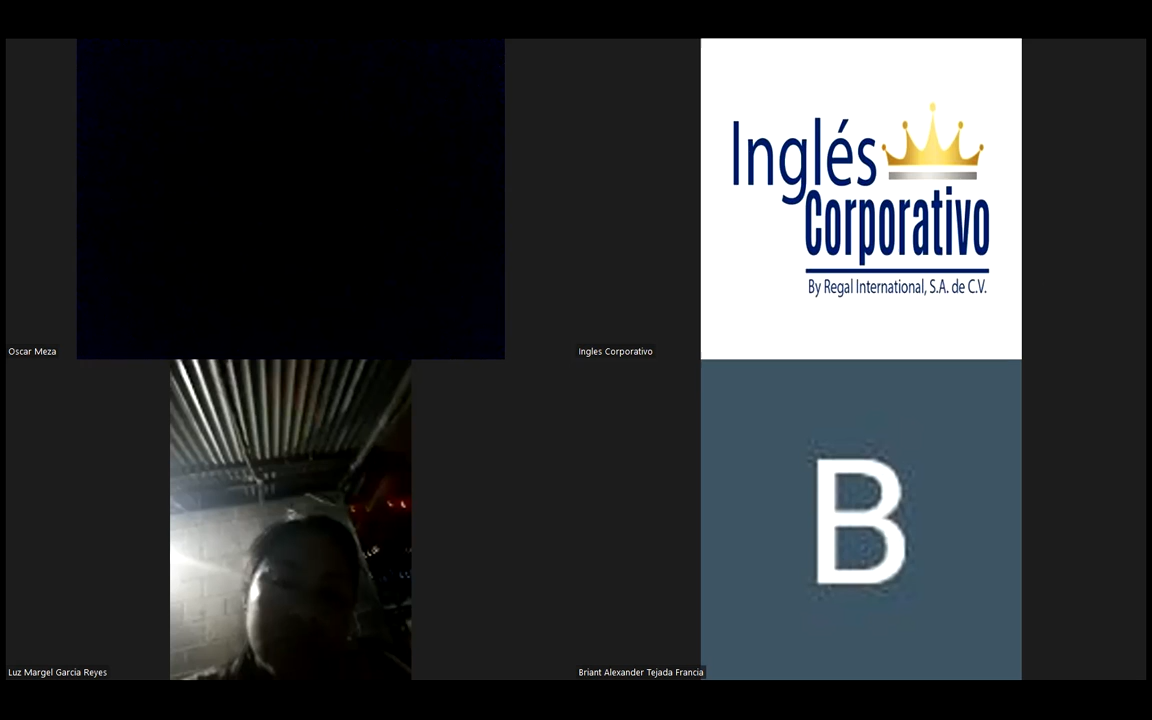 Inglés
Corporativo
By Regal International, S.A. de C.V.
Oscar Meza
Ingles Corporativo
B
Luz Margel Garcia Reyes
Briant Alexander Tejada Francia